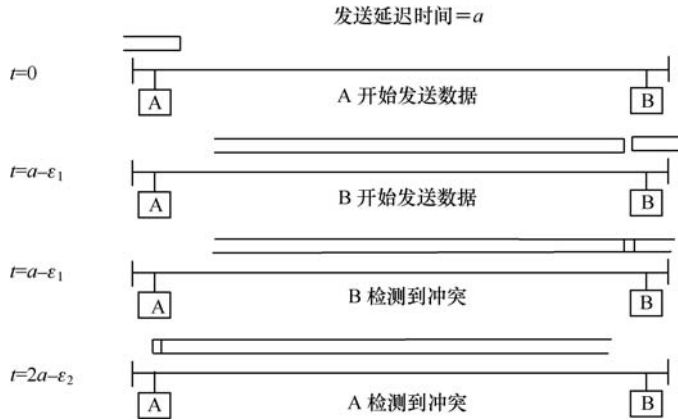 发送延迟时间=a
t=0
A
A 开始发送数据
B
t=a–ε₁
A
B 开始发送数据
B
t=a–ε₁
A
B 检测到冲突
B
t=2a–ε₂
A
A 检测到冲突
B